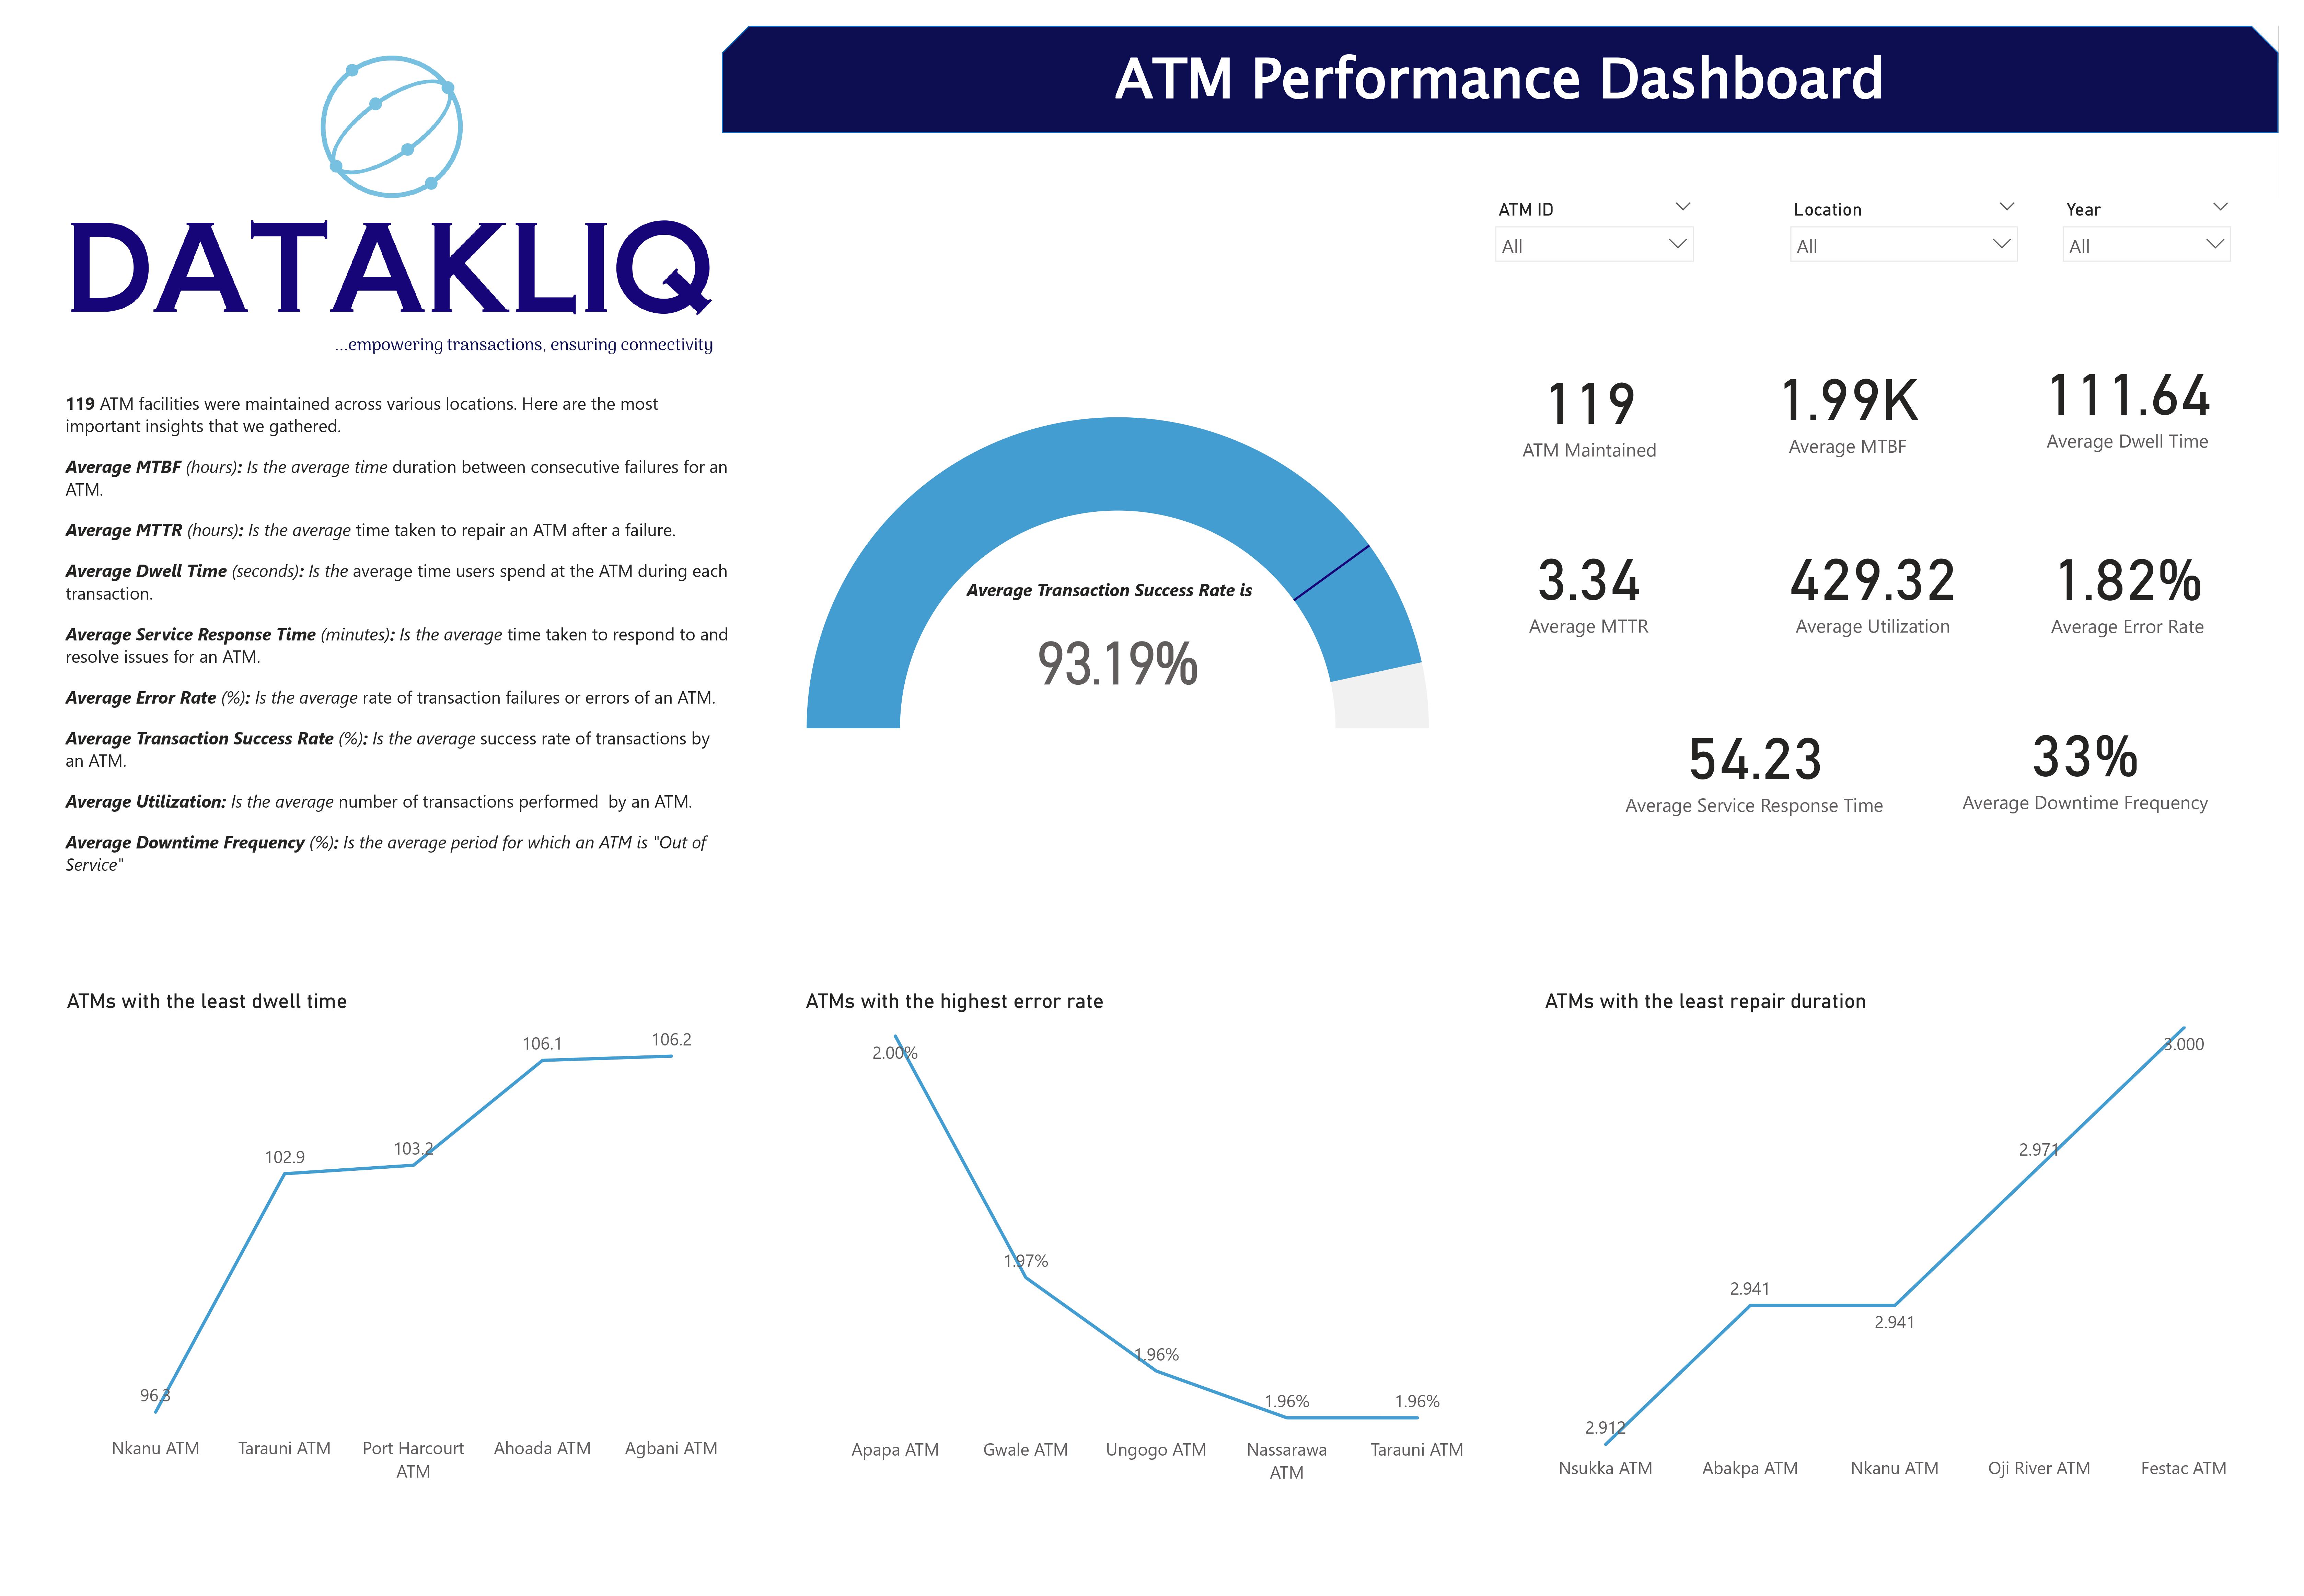 ATM Performance Dashboard
DATAKLIQ
...empowering transactions, ensuring connectivity
ATM ID
All
Location
All
Year
All
119 ATM facilities were maintained across various locations. Here are the most
important insights that we gathered.
Average MTBF (hours): Is the average time duration between consecutive failures for an
ATM.
Average MTTR (hours): Is the average time taken to repair an ATM after a failure.
Average Dwell Time (seconds): Is the average time users spend at the ATM during each
transaction.
Average Service Response Time (minutes): Is the average time taken to respond to and
resolve issues for an ATM.
Average Error Rate (%): Is the average rate of transaction failures or errors of an ATM.
Average Transaction Success Rate (%): Is the average success rate of transactions by
an ATM.
Average Utilization: Is the average number of transactions performed  by an ATM.
Average Downtime Frequency (%): Is the average period for which an ATM is "Out of
Service"
Average Transaction Success Rate is
93.19%
119
ATM Maintained
1.99K
Average MTBF
111.64
Average Dwell Time
3.34
Average MTTR
429.32
Average Utilization
1.82%
Average Error Rate
54.23
Average Service Response Time
33%
Average Downtime Frequency
ATMs with the least dwell time
96.3
102.9
103.2
106.1
106.2
Nkanu ATM
Tarauni ATM
Port Harcourt
ATM
Ahoada ATM
Agbani ATM
ATMs with the highest error rate
2.00%
1.97%
1.96%
1.96%
1.96%
Apapa ATM
Gwale ATM
Ungogo ATM
Nassarawa
ATM
Tarauni ATM
ATMs with the least repair duration
2.912
2.941
2.941
2.971
3.000
Nsukka ATM
Abakpa ATM
Nkanu ATM
Oji River ATM
Festac ATM